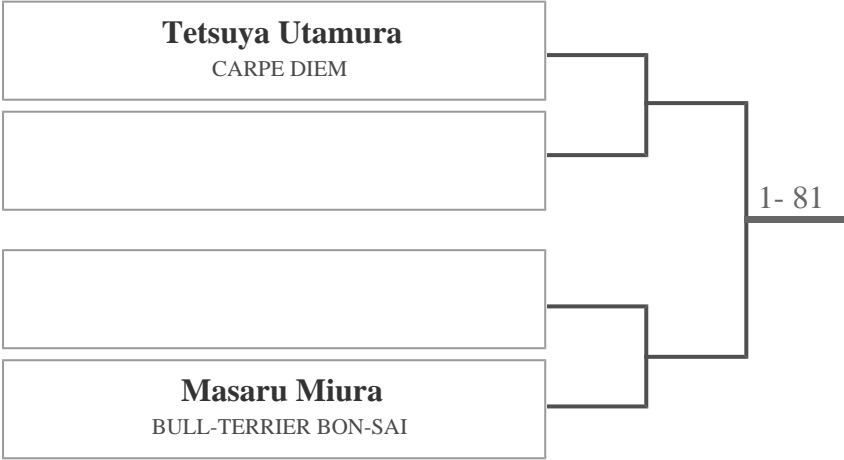 Tetsuya Utamura
CARPE DIEM
1- 81
Masaru Miura
BULL-TERRIER BON-SAI